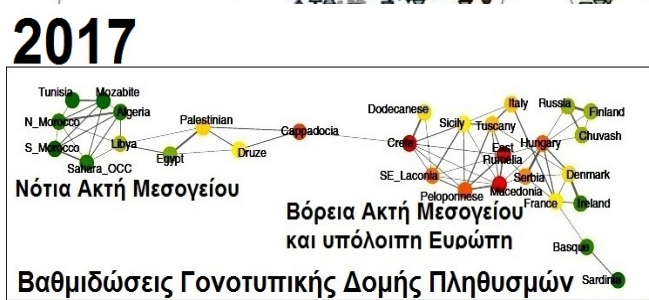 2017
Tunisia
Mozabite
Algeria
N_Morocco
S_Morocco
Libya
Sahara_OCC
Egypt
Palestinian
Druze
Cappadocia
Νότια Ακτή Μεσογείου
Dodecanese
Crete
Sicily
Tuscany
Italy
SE_Laconia
East
Rumelia
Peloponnese
Macedonia
Serbia
Hungary
Russia
Finland
Chuvash
Denmark
France
Ireland
Basque
Sardinia
Βόρεια Ακτή Μεσογείου
και υπόλοιπη Ευρώπη
Βαθμιδώσεις Γονοτυπικής Δομής Πληθυσμών